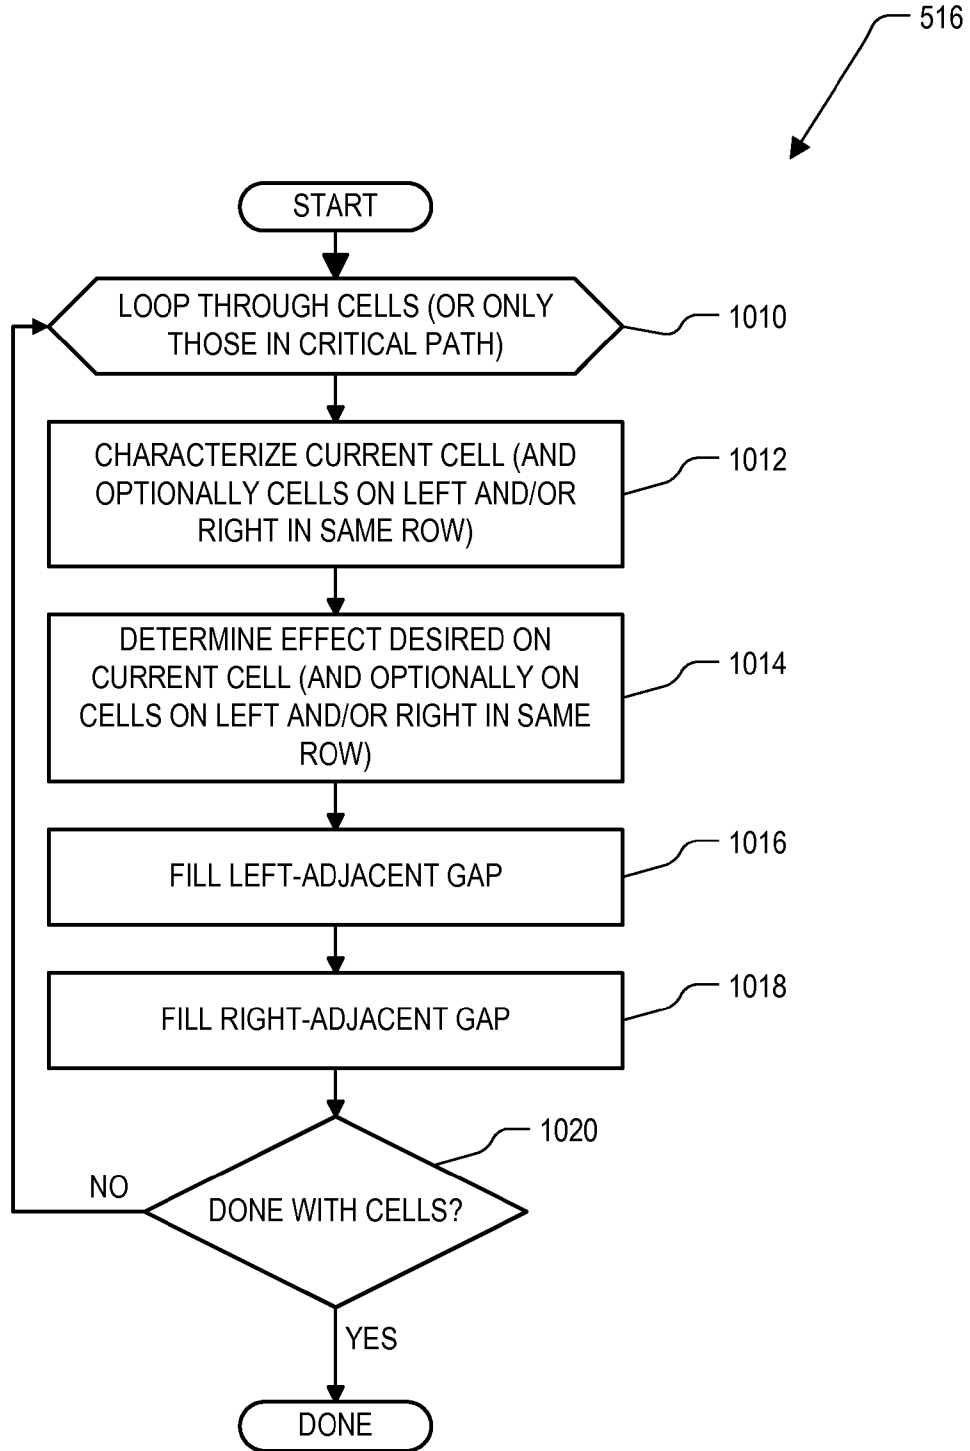 516
START
LOOP THROUGH CELLS (OR ONLY
THOSE IN CRITICAL PATH)
1010
CHARACTERIZE CURRENT CELL (AND
OPTIONALLY CELLS ON LEFT AND/OR
RIGHT IN SAME ROW)
1012
DETERMINE EFFECT DESIRED ON
CURRENT CELL (AND OPTIONALLY ON
CELLS ON LEFT AND/OR RIGHT IN SAME
ROW)
1014
FILL LEFT-ADJACENT GAP
1016
FILL RIGHT-ADJACENT GAP
1018
1020
NO
DONE WITH CELLS?
YES
DONE